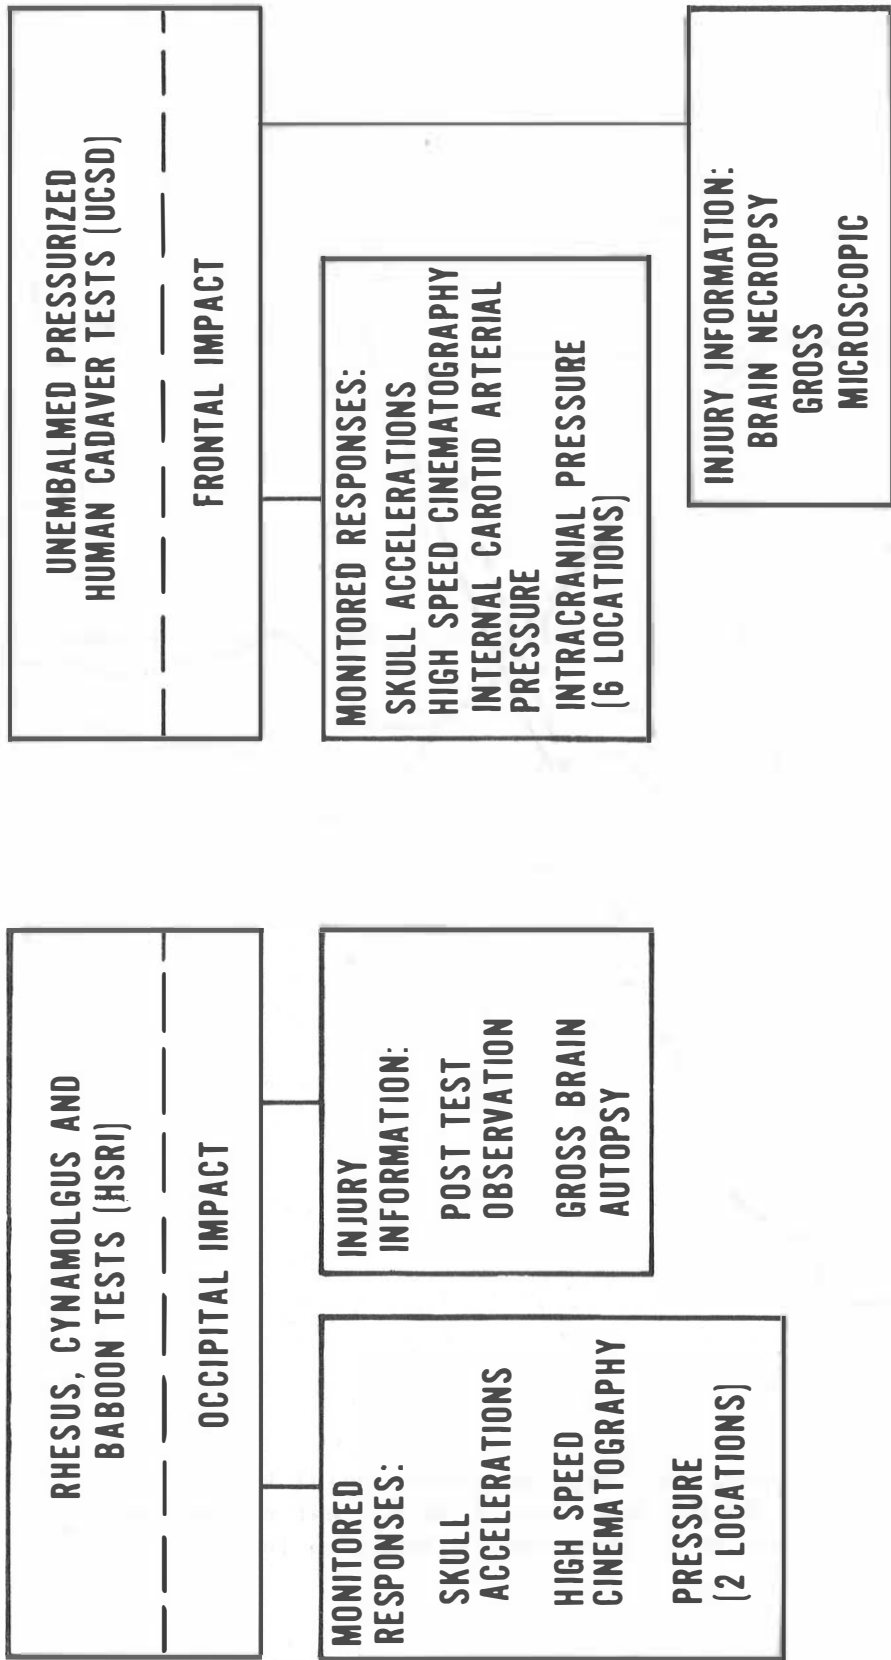 RHESUS, CYNAMOLGUS AND
BABOON TESTS (HSRI)
OCCIPITAL IMPACT
MONITORED
RESPONSES:
SKULL
ACCELERATIONS
HIGH SPEED
CINEMATOGRAPHY
PRESSURE
(2 LOCATIONS)
INJURY
INFORMATION:
POST TEST
OBSERVATION
GROSS BRAIN
AUTOPSY
UNEMBALMED PRESSURIZED
HUMAN CADAVER TESTS (UCSD)
FRONTAL IMPACT
MONITORED RESPONSES:
SKULL ACCELERATIONS
HIGH SPEED CINEMATOGRAPHY
INTERNAL CAROTID ARTERIAL
PRESSURE
INTRACRANIAL PRESSURE
(6 LOCATIONS)
INJURY INFORMATION:
BRAIN NECROPSY
GROSS
MICROSCOPIC